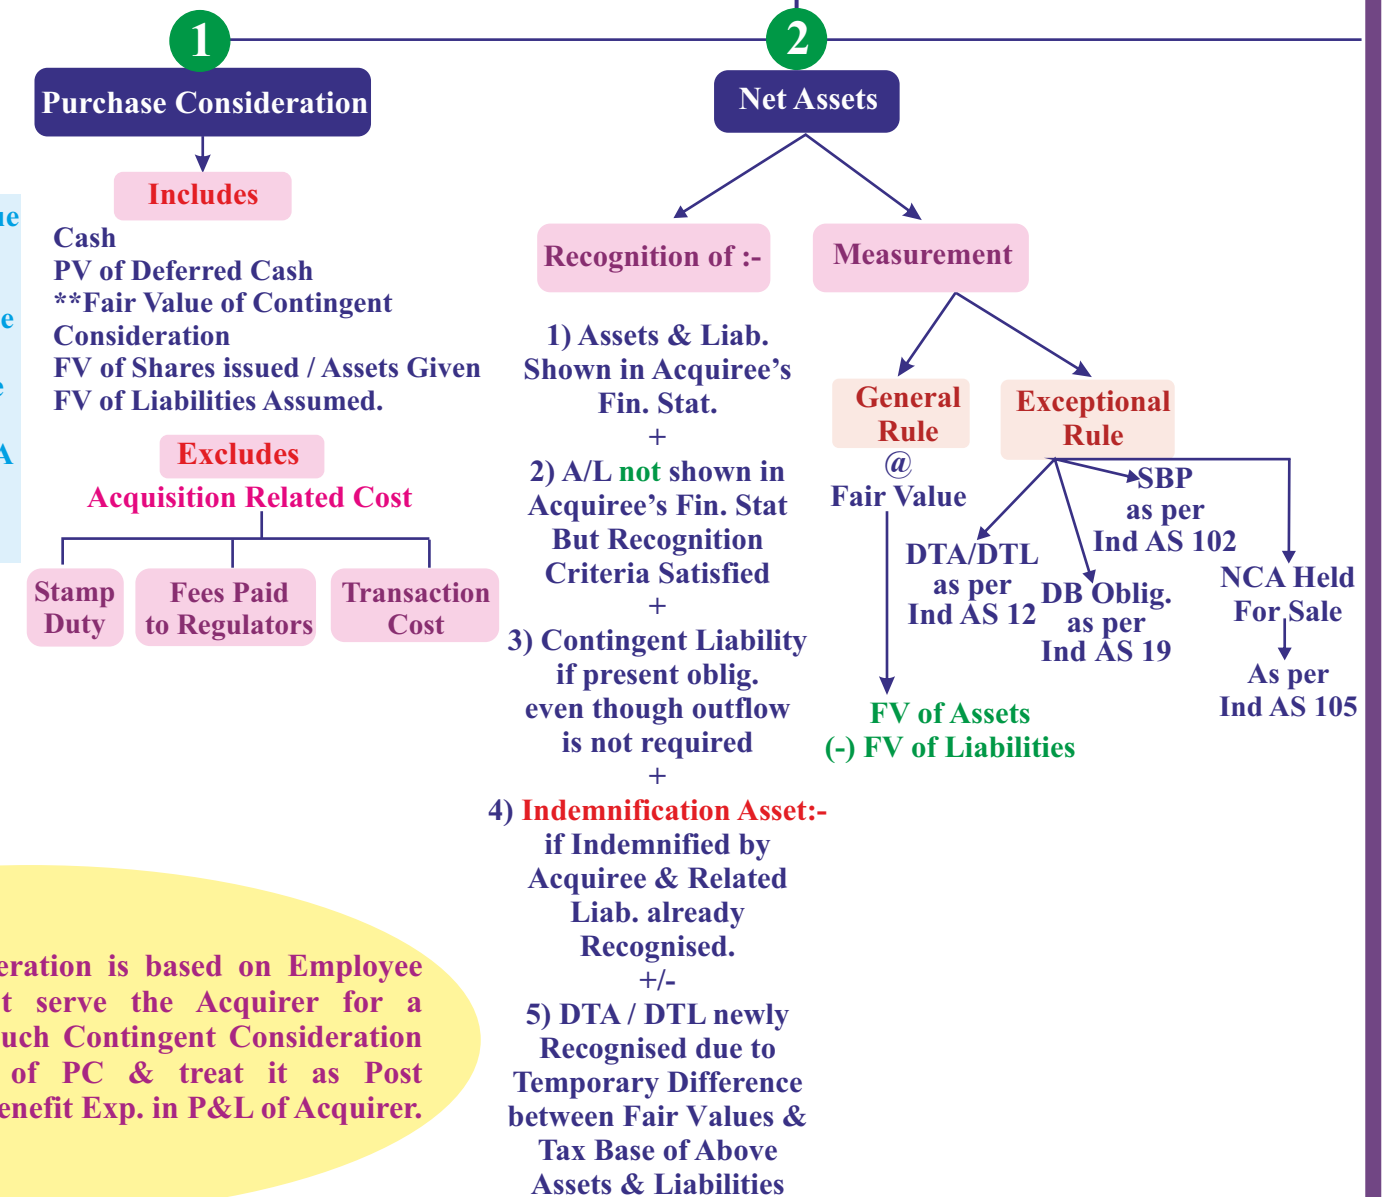 1
Purchase Consideration
Includes
Cash
PV of Deferred Cash
**Fair Value of Contingent
Consideration
FV of Shares issued / Assets Given
FV of Liabilities Assumed.
Excludes
Acquisition Related Cost
Stamp
Duty
Fees Paid
to Regulators
Transaction
Cost
2
Net Assets
Recognition of :-
1) Assets & Liab.
Shown in Acquiree’s
Fin. Stat.
+
2) A/L not shown in
Acquiree’s Fin. Stat
But Recognition
Criteria Satisfied
+
3) Contingent Liability
if present oblig.
even though outflow
is not required
+
4) Indemnification Asset:-
if Indemnified by
Acquiree & Related
Liab. already
Recognised.
+/-
5) DTA / DTL newly
Recognised due to
Temporary Difference
between Fair Values &
Tax Base of Above
Assets & Liabilities
Measurement
General
Rule
@
Fair Value
FV of Assets
(-) FV of Liabilities
Exceptional
Rule
DTA/DTL
as per
Ind AS 12
DB Oblig.
as per
Ind AS 19
SBP
as per
Ind AS 102
NCA Held
For Sale
As per
Ind AS 105
is based on Employee
serve the Acquirer for a
Contingent Consideration
of PC & treat it as Post
Exp. in P&L of Acquirer.